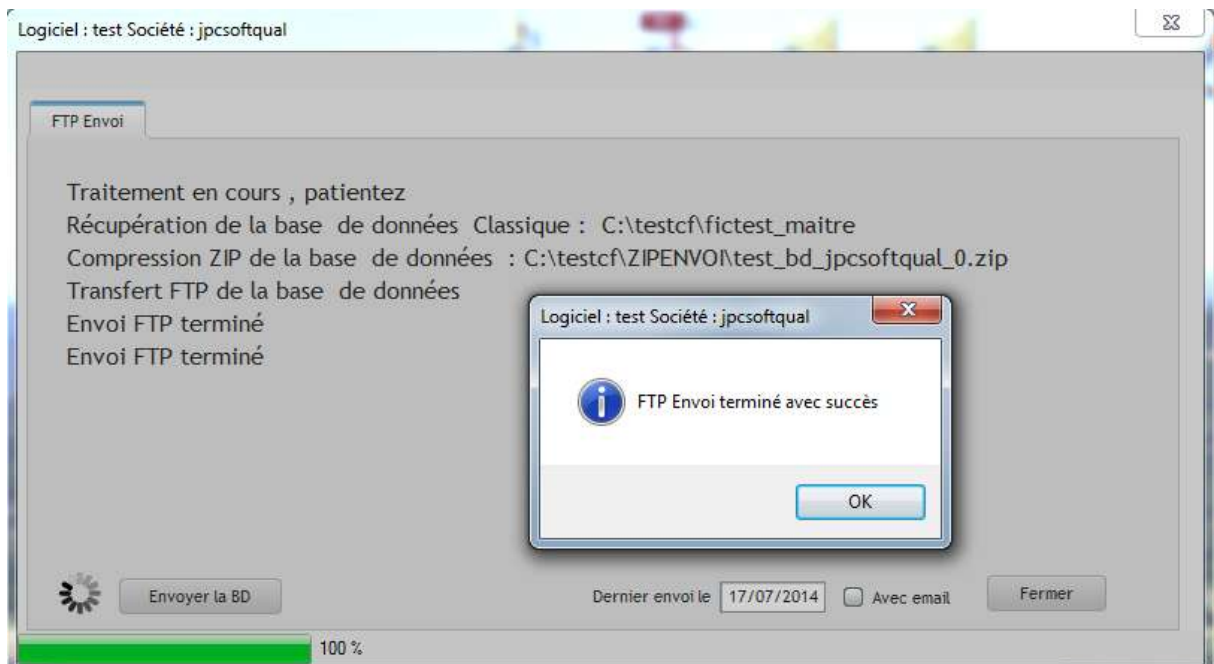 Logiciel : test Société : jpcsoftqual
FTP Envoi
Traitement en cours , patientez
Récupération de la base de données Classique : C:\testcf\fictest_maitre
Compression ZIP de la base de données : C:\testcf\ZIPENVOI\test_bd_jpcsoftqual_0.zip
Transfert FTP de la base de données
Envoi FTP terminé
Envoi FTP terminé
Logiciel : test Société : jpcsoftqual
FTP Envoi terminé avec succès
OK
Envoyer la BD
Dernier envoi le 17/07/2014 Avec email
Fermer
100 %